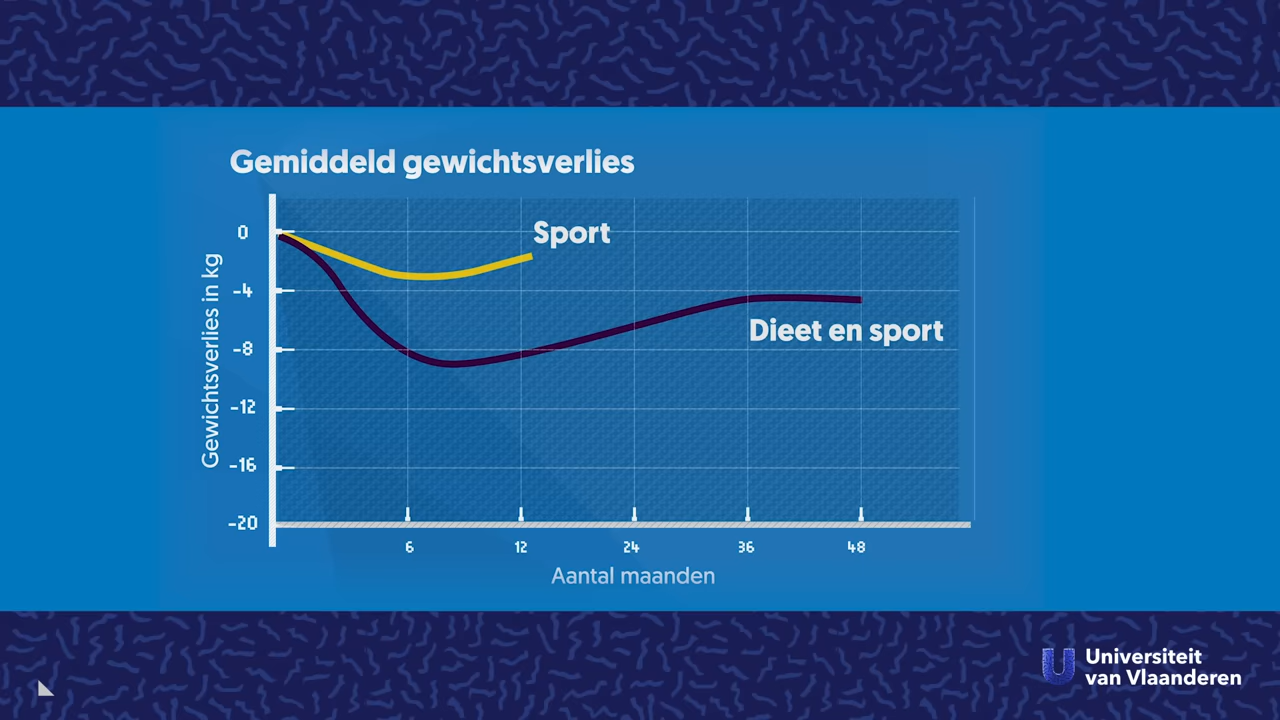 Gemiddeld gewichtsverlies
Sport
Dieet en sport
Gewichtsverlies in kg
0
-4
-8
-12
-16
-20
6
12
24
36
48
Aantal maanden
Universiteit
van Vlaanderen